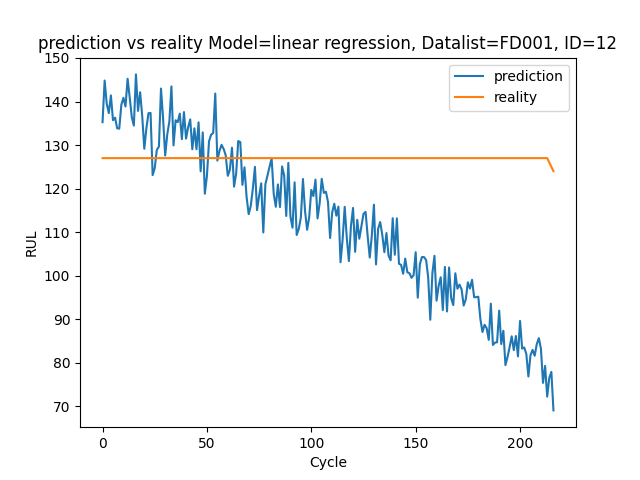 prediction vs reality Model=linear regression, Datalist=FD001, ID=12
150
140
130
120
110
100
90
80
70
RUL
prediction
reality
0 50 100 150 200
Cycle